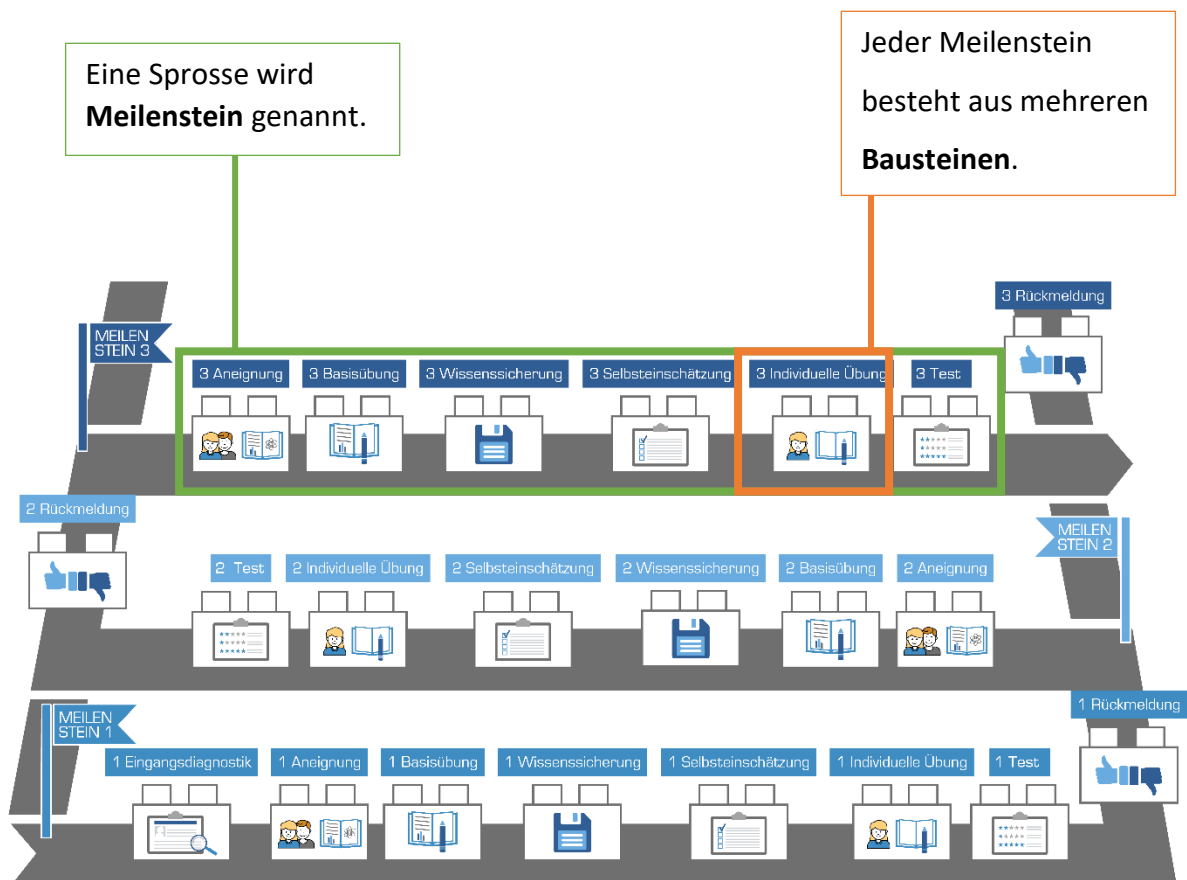 Eine Sprosse wird
Meilenstein genannt.
Jeder Meilenstein
besteht aus mehreren
Bausteinen.
3 Rückmeldung
MEILEN
STEIN 3
3 Aneignung
3 Basisübung
3 Wissenssicherung
3 Selbsteinschätzung
3 Individuelle Übung
3 Test
2 Rückmeldung
MEILEN
STEIN 2
2 Test
2 Individuelle Übung
2 Selbsteinschätzung
2 Wissenssicherung
2 Basisübung
2 Aneignung
1 Rückmeldung
MEILEN
STEIN 1
1 Eingangsdiagnostik
1 Aneignung
1 Basisübung
1 Wissenssicherung
1 Selbsteinschätzung
1 Individuelle Übung
1 Test